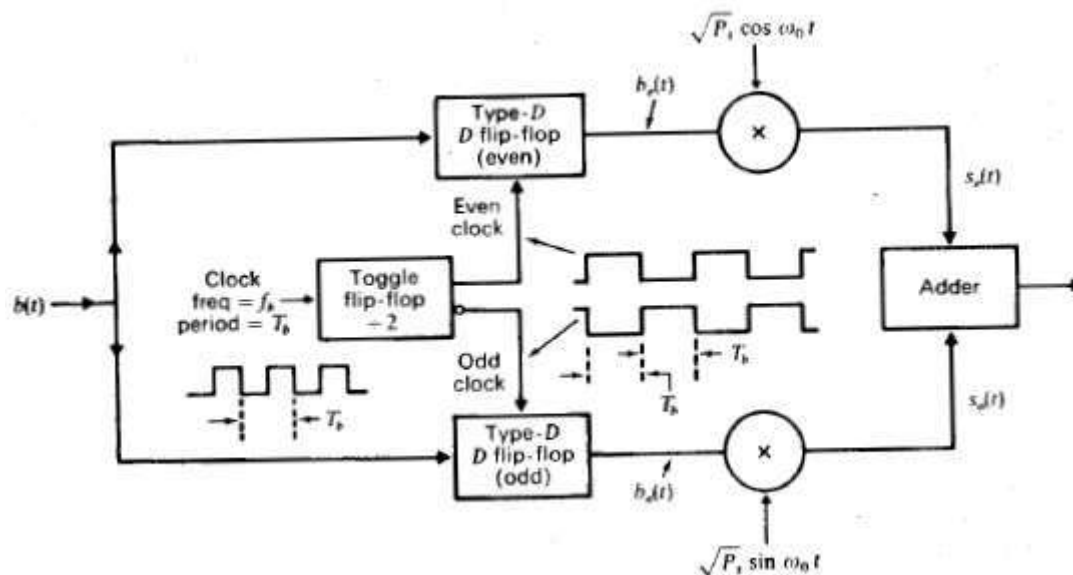 √P_s cos ω_0 t
b_e(t)
Type-D
D flip-flop
(even)
×
s_e(t)
Even
clock
Clock
freq = f_b
period = T_b
Toggle
flip-flop
÷2
b(t)
Adder
Odd
clock
T_b
T_b
T_b
s_o(t)
Type-D
D flip-flop
(odd)
×
b_o(t)
√P_s sin ω_0 t